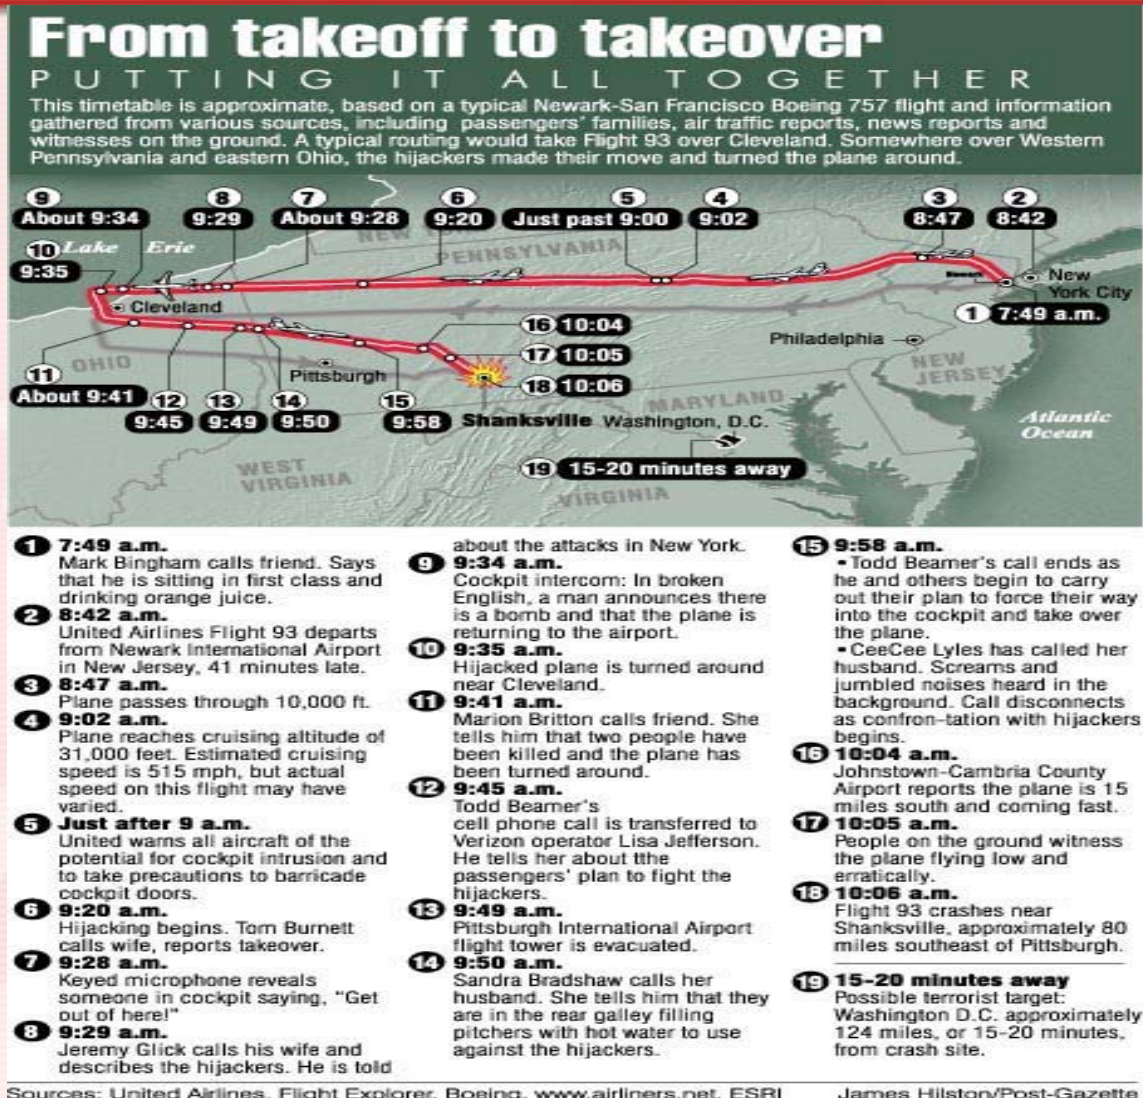 From takeoff to takeover
PUTTING IT ALL TOGETHER
This timetable is approximate, based on a typical Newark-San Francisco Boeing 757 flight and information
gathered from various sources, including passengers' families, air traffic reports, news reports and
witnesses on the ground. A typical routing would take Flight 93 over Cleveland. Somewhere over Western
Pennsylvania and eastern Ohio, the hijackers made their move and turned the plane around.
9 8 7 6 5 4 3 2
About 9:34 9:29 About 9:28 9:20 Just past 9:00 9:02 8:47 8:42
NEW YORK
10 Lake Erie
PENNSYLVANIA
9:35
Newark
New
York City
Cleveland
1 7:49 a.m.
16 10:04
Philadelphia
OHIO
17 10:05
NEW
JERSEY
11
Pittsburgh
18 10:06
About 9:41 12 13 14 15
MARYLAND
9:45 9:49 9:50 9:58 Shanksville Washington, D.C.
Atlantic
Ocean
WEST
VIRGINIA
19 15-20 minutes away
VIRGINIA
1 7:49 a.m.
Mark Bingham calls friend. Says
that he is sitting in first class and
drinking orange juice.
2 8:42 a.m.
United Airlines Flight 93 departs
from Newark International Airport
in New Jersey, 41 minutes late.
3 8:47 a.m.
Plane passes through 10,000 ft.
4 9:02 a.m.
Plane reaches cruising altitude of
31,000 feet. Estimated cruising
speed is 515 mph, but actual
speed on this flight may have
varied.
5 Just after 9 a.m.
United warns all aircraft of the
potential for cockpit intrusion and
to take precautions to barricade
cockpit doors.
6 9:20 a.m.
Hijacking begins. Tom Burnett
calls wife, reports takeover.
7 9:28 a.m.
Keyed microphone reveals
someone in cockpit saying, "Get
out of here!"
8 9:29 a.m.
Jeremy Glick calls his wife and
describes the hijackers. He is told
about the attacks in New York.
9 9:34 a.m.
Cockpit intercom: In broken
English, a man announces there
is a bomb and that the plane is
returning to the airport.
10 9:35 a.m.
Hijacked plane is turned around
near Cleveland.
11 9:41 a.m.
Marion Britton calls friend. She
tells him that two people have
been killed and the plane has
been turned around.
12 9:45 a.m.
Todd Beamer's
cell phone call is transferred to
Verizon operator Lisa Jefferson.
He tells her about tthe
passengers' plan to fight the
hijackers.
13 9:49 a.m.
Pittsburgh International Airport
flight tower is evacuated.
14 9:50 a.m.
Sandra Bradshaw calls her
husband. She tells him that they
are in the rear galley filling
pitchers with hot water to use
against the hijackers.
15 9:58 a.m.
• Todd Beamer's call ends as
he and others begin to carry
out their plan to force their way
into the cockpit and take over
the plane.
• CeeCee Lyles has called her
husband. Screams and
jumbled noises heard in the
background. Call disconnects
as confron-tation with hijackers
begins.
16 10:04 a.m.
Johnstown-Cambria County
Airport reports the plane is 15
miles south and coming fast.
17 10:05 a.m.
People on the ground witness
the plane flying low and
erratically.
18 10:06 a.m.
Flight 93 crashes near
Shanksville, approximately 80
miles southeast of Pittsburgh.
19 15-20 minutes away
Possible terrorist target:
Washington D.C. approximately
124 miles, or 15-20 minutes,
from crash site.
Sources: United Airlines, Flight Explorer, Boeing, www.airliners.net, ESRI
James Hilston/Post-Gazette